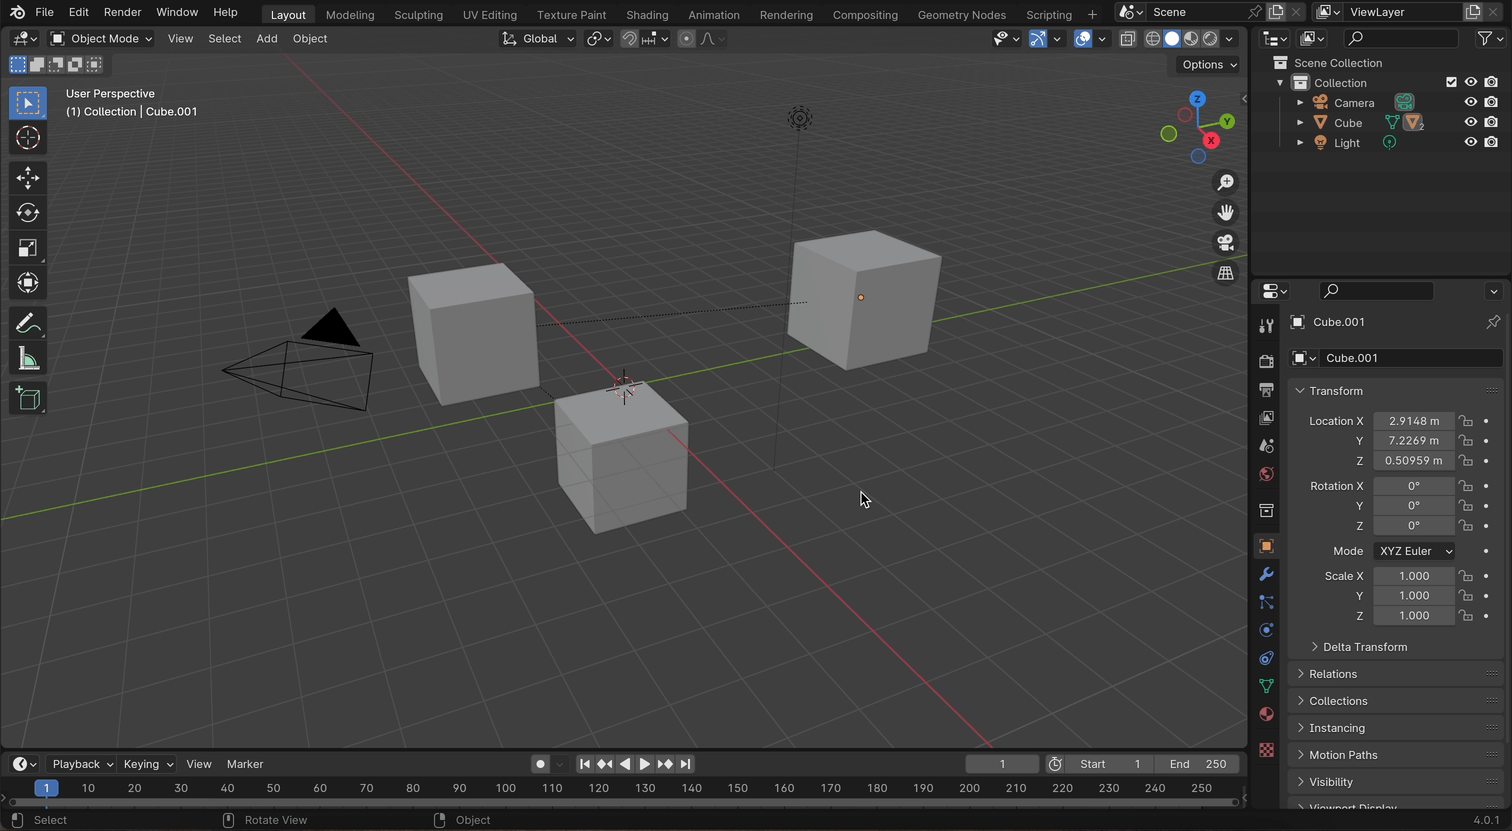 File Edit Render Window Help Layout Modeling Sculpting UV Editing Texture Paint Shading Animation Rendering Compositing Geometry Nodes Scripting + Scene ViewLayer
Object Mode View Select Add Object Global
Options
User Perspective
(1) Collection | Cube.001
Z
Y
X
Scene Collection
Collection
Camera
Cube 2
Light
Cube.001
Cube.001
Transform
Location X 2.9148 m
Y 7.2269 m
Z 0.50959 m
Rotation X 0°
Y 0°
Z 0°
Mode XYZ Euler
Scale X 1.000
Y 1.000
Z 1.000
Delta Transform
Relations
Collections
Instancing
Motion Paths
Visibility
Viewport Display
Playback Keying View Marker 1 Start 1 End 250
1 10 20 30 40 50 60 70 80 90 100 110 120 130 140 150 160 170 180 190 200 210 220 230 240 250
Select Rotate View Object 4.0.1